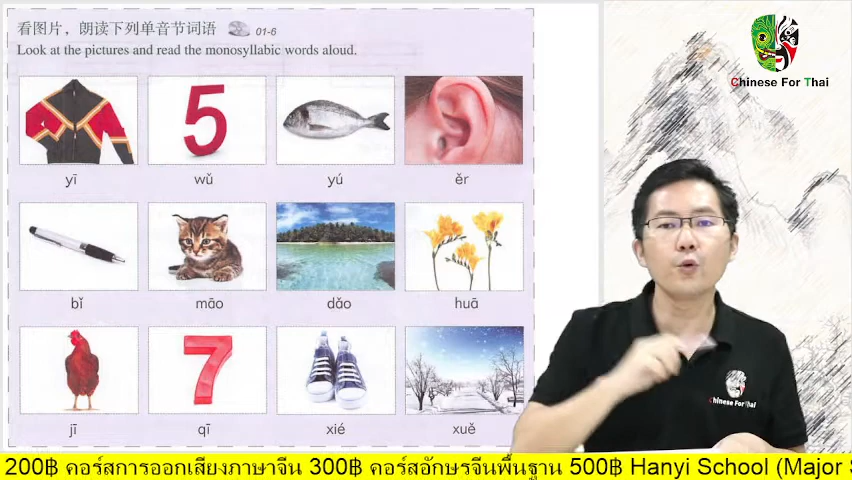 看图片，朗读下列单音节词语 01-6
Look at the pictures and read the monosyllabic words aloud.
Chinese For Thai
5
yī wǔ yú ěr
bǐ māo dǎo huā
7
jī qī xié xuě
Chinese For Thai
200฿ คอร์สการออกเสียงภาษาจีน 300฿ คอร์สอักษรจีนพื้นฐาน 500฿ Hanyi School (Major S